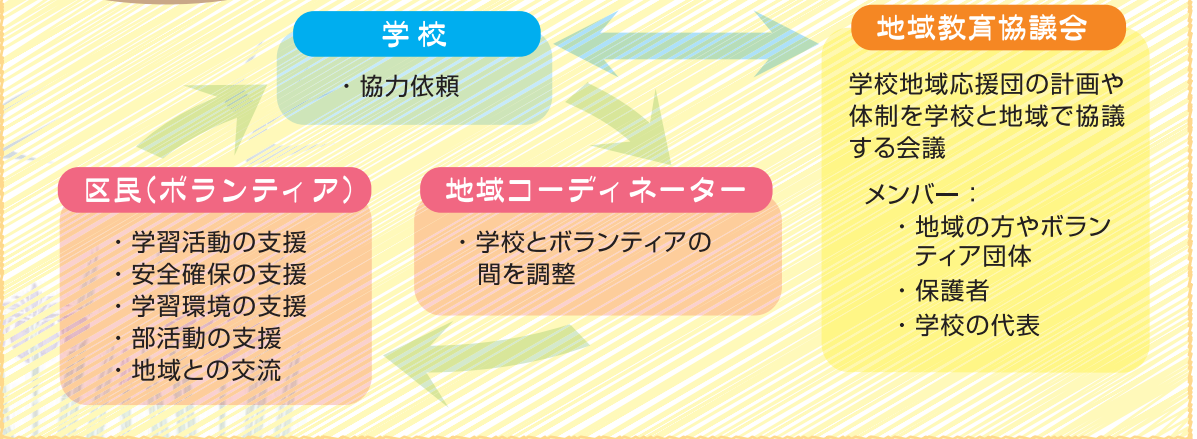 学校
・協力依頼
地域教育協議会
学校地域応援団の計画や
体制を学校と地域で協議
する会議
メンバー：
・地域の方やボラン
ティア団体
・保護者
・学校の代表
区民(ボランティア)
・学習活動の支援
・安全確保の支援
・学習環境の支援
・部活動の支援
・地域との交流
地域コーディネーター
・学校とボランティアの
間を調整